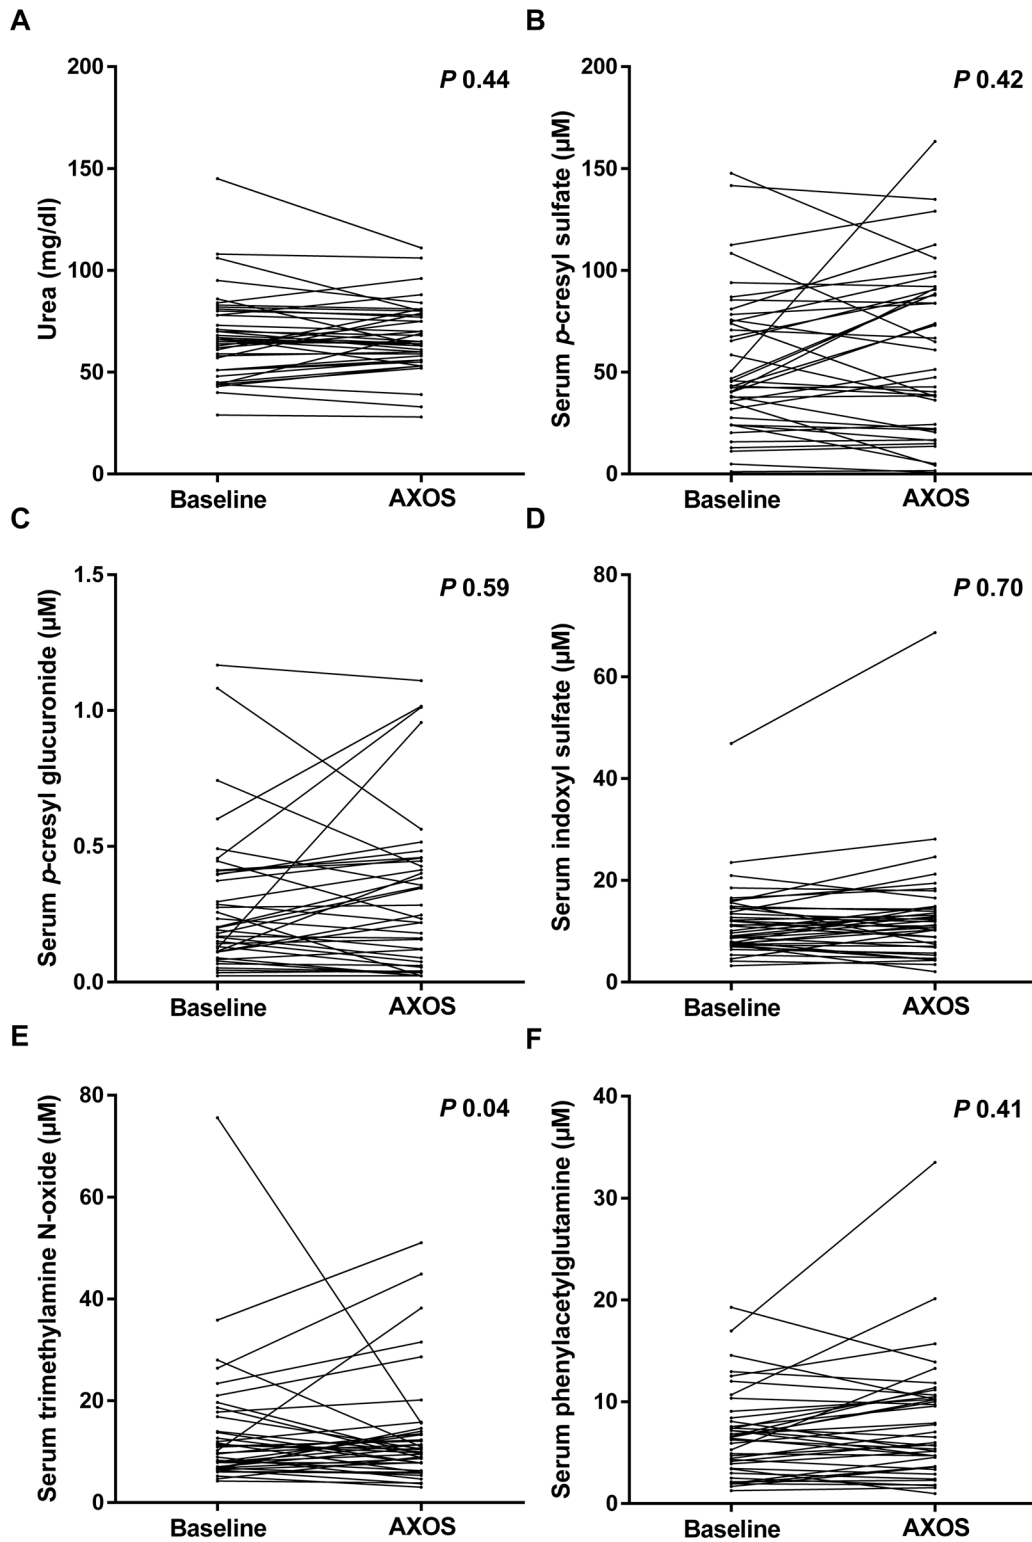 A
P 0.44
Urea (mg/dl)
200
150
100
50
0
Baseline
AXOS
B
P 0.42
Serum p-cresyl sulfate (µM)
200
150
100
50
0
Baseline
AXOS
C
P 0.59
Serum p-cresyl glucuronide (µM)
1.5
1.0
0.5
0.0
Baseline
AXOS
D
P 0.70
Serum indoxyl sulfate (µM)
80
60
40
20
0
Baseline
AXOS
E
P 0.04
Serum trimethylamine N-oxide (µM)
80
60
40
20
0
Baseline
AXOS
F
P 0.41
Serum phenylacetylglutamine (µM)
40
30
20
10
0
Baseline
AXOS